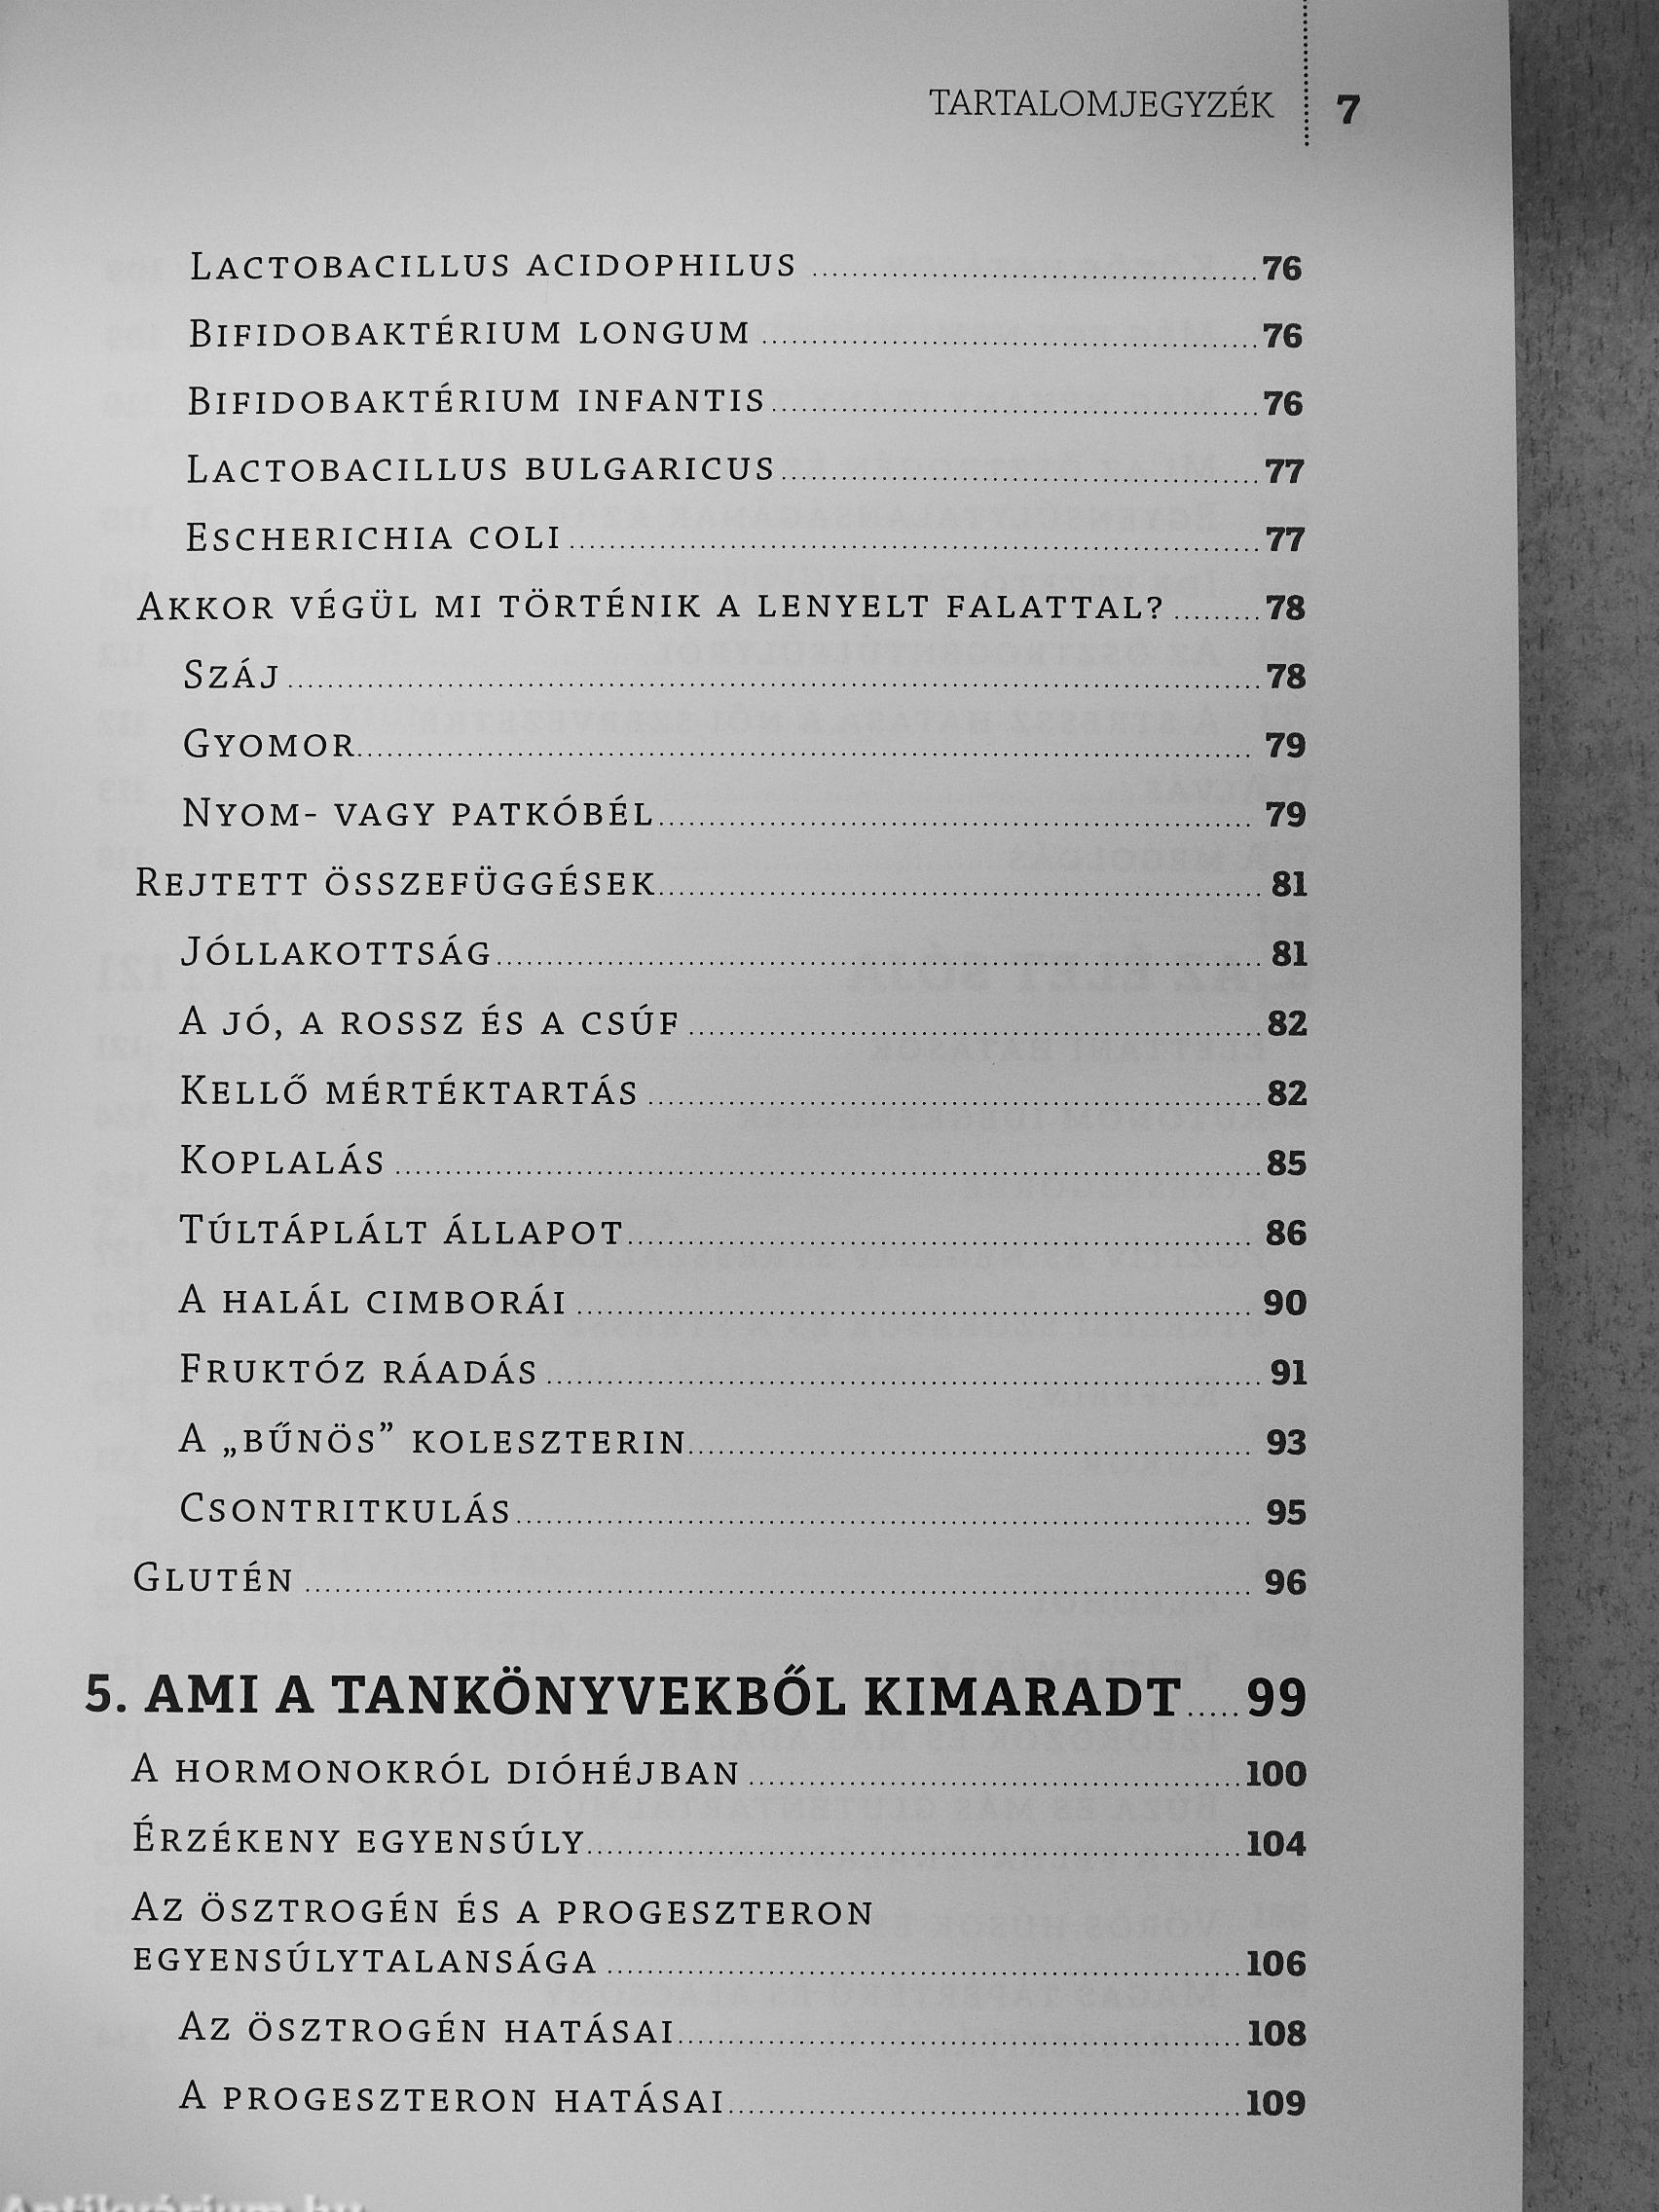 TARTALOMJEGYZÉK 7
LACTOBACILLUS ACIDOPHILUS 76
BIFIDOBAKTÉRIUM LONGUM 76
BIFIDOBAKTÉRIUM INFANTIS 76
LACTOBACILLUS BULGARICUS 77
ESCHERICHIA COLI 77
AKKOR VÉGÜL MI TÖRTÉNIK A LENYELT FALATTAL? 78
SZÁJ 78
GYOMOR 79
NYOM- VAGY PATKÓBÉL 79
REJTETT ÖSSZEFÜGGÉSEK 81
JÓLLAKOTTSÁG 81
A JÓ, A ROSSZ ÉS A CSÚF 82
KELLŐ MÉRTÉKTARTÁS 82
KOPLALÁS 85
TÚLTÁPLÁLT ÁLLAPOT 86
A HALÁL CIMBORÁI 90
FRUKTÓZ RÁADÁS 91
A „BŰNÖS” KOLESZTERIN 93
CSONTRITKULÁS 95
GLUTÉN 96
5. AMI A TANKÖNYVEKBŐL KIMARADT 99
A HORMONOKRÓL DIÓHÉJBAN 100
ÉRZÉKENY EGYENSÚLY 104
AZ ÖSZTROGÉN ÉS A PROGESZTERON
EGYENSÚLYTALANSÁGA 106
AZ ÖSZTROGÉN HATÁSAI 108
A PROGESZTERON HATÁSAI 109
Antikvárium.hu